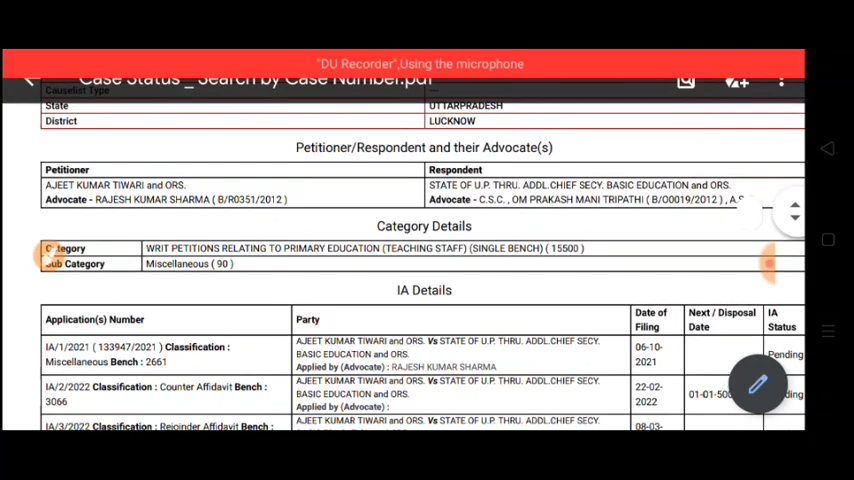 "DU Recorder",Using the microphone
Case Status _ Search by Case Number.pdf
Causelist Type ---
State UTTARPRADESH
District LUCKNOW
Petitioner/Respondent and their Advocate(s)
Petitioner Respondent
AJEET KUMAR TIWARI and ORS. STATE OF U.P. THRU. ADDL.CHIEF SECY. BASIC EDUCATION and ORS.
Advocate - RAJESH KUMAR SHARMA ( B/R0351/2012 ) Advocate - C.S.C. , OM PRAKASH MANI TRIPATHI ( B/O0019/2012 ) ,
Category Details
Category WRIT PETITIONS RELATING TO PRIMARY EDUCATION (TEACHING STAFF) (SINGLE BENCH) ( 15500 )
Sub Category Miscellaneous ( 90 )
IA Details
Application(s) Number Party Date of Filing Next / Disposal Date IA Status
IA/1/2021 ( 133947/2021 ) Classification : Miscellaneous Bench : 2661
AJEET KUMAR TIWARI and ORS. Vs STATE OF U.P. THRU. ADDL.CHIEF SECY. BASIC EDUCATION and ORS.
Applied by (Advocate) : RAJESH KUMAR SHARMA
06-10-2021
Pending
IA/2/2022 Classification : Counter Affidavit Bench : 3066
AJEET KUMAR TIWARI and ORS. Vs STATE OF U.P. THRU. ADDL.CHIEF SECY. BASIC EDUCATION and ORS.
Applied by (Advocate) :
22-02-2022
IA/3/2022 Classification : Rejoinder Affidavit Bench :
AJEET KUMAR TIWARI and ORS. Vs STATE OF U.P. THRU. ADDL.CHIEF SECY.
08-03-